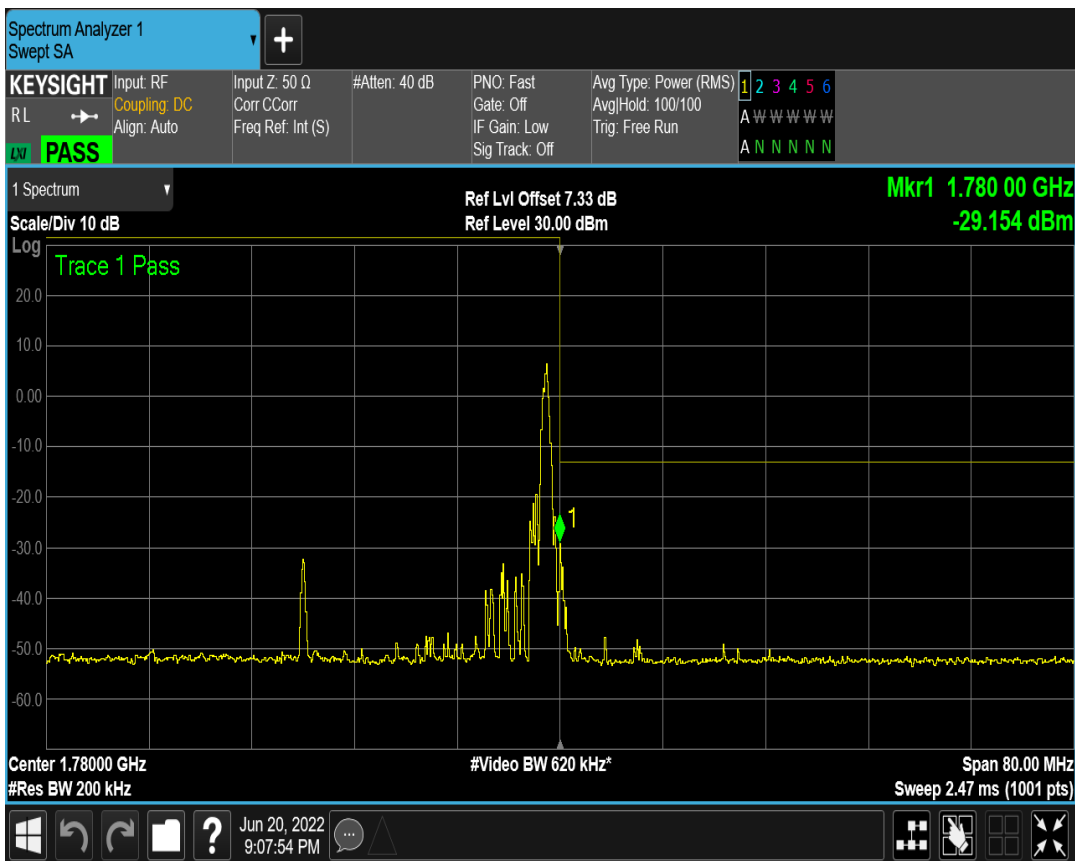 Spectrum Analyzer 1
Swept SA
KEYSIGHT
R L
LXI PASS
Input: RF
Coupling: DC
Align: Auto
Input Z: 50 Ω
Corr CCorr
Freq Ref: Int (S)
#Atten: 40 dB
PNO: Fast
Gate: Off
IF Gain: Low
Sig Track: Off
Avg Type: Power (RMS)
Avg|Hold: 100/100
Trig: Free Run
1 2 3 4 5 6
A W W W W W
A N N N N N
1 Spectrum
Scale/Div 10 dB
Ref Lvl Offset 7.33 dB
Ref Level 30.00 dBm
Mkr1 1.780 00 GHz
-29.154 dBm
Log
Trace 1 Pass
20.0
10.0
0.00
-10.0
-20.0
1
-30.0
-40.0
-50.0
-60.0
Center 1.78000 GHz
#Video BW 620 kHz*
Span 80.00 MHz
#Res BW 200 kHz
Sweep 2.47 ms (1001 pts)
?
Jun 20, 2022
9:07:54 PM